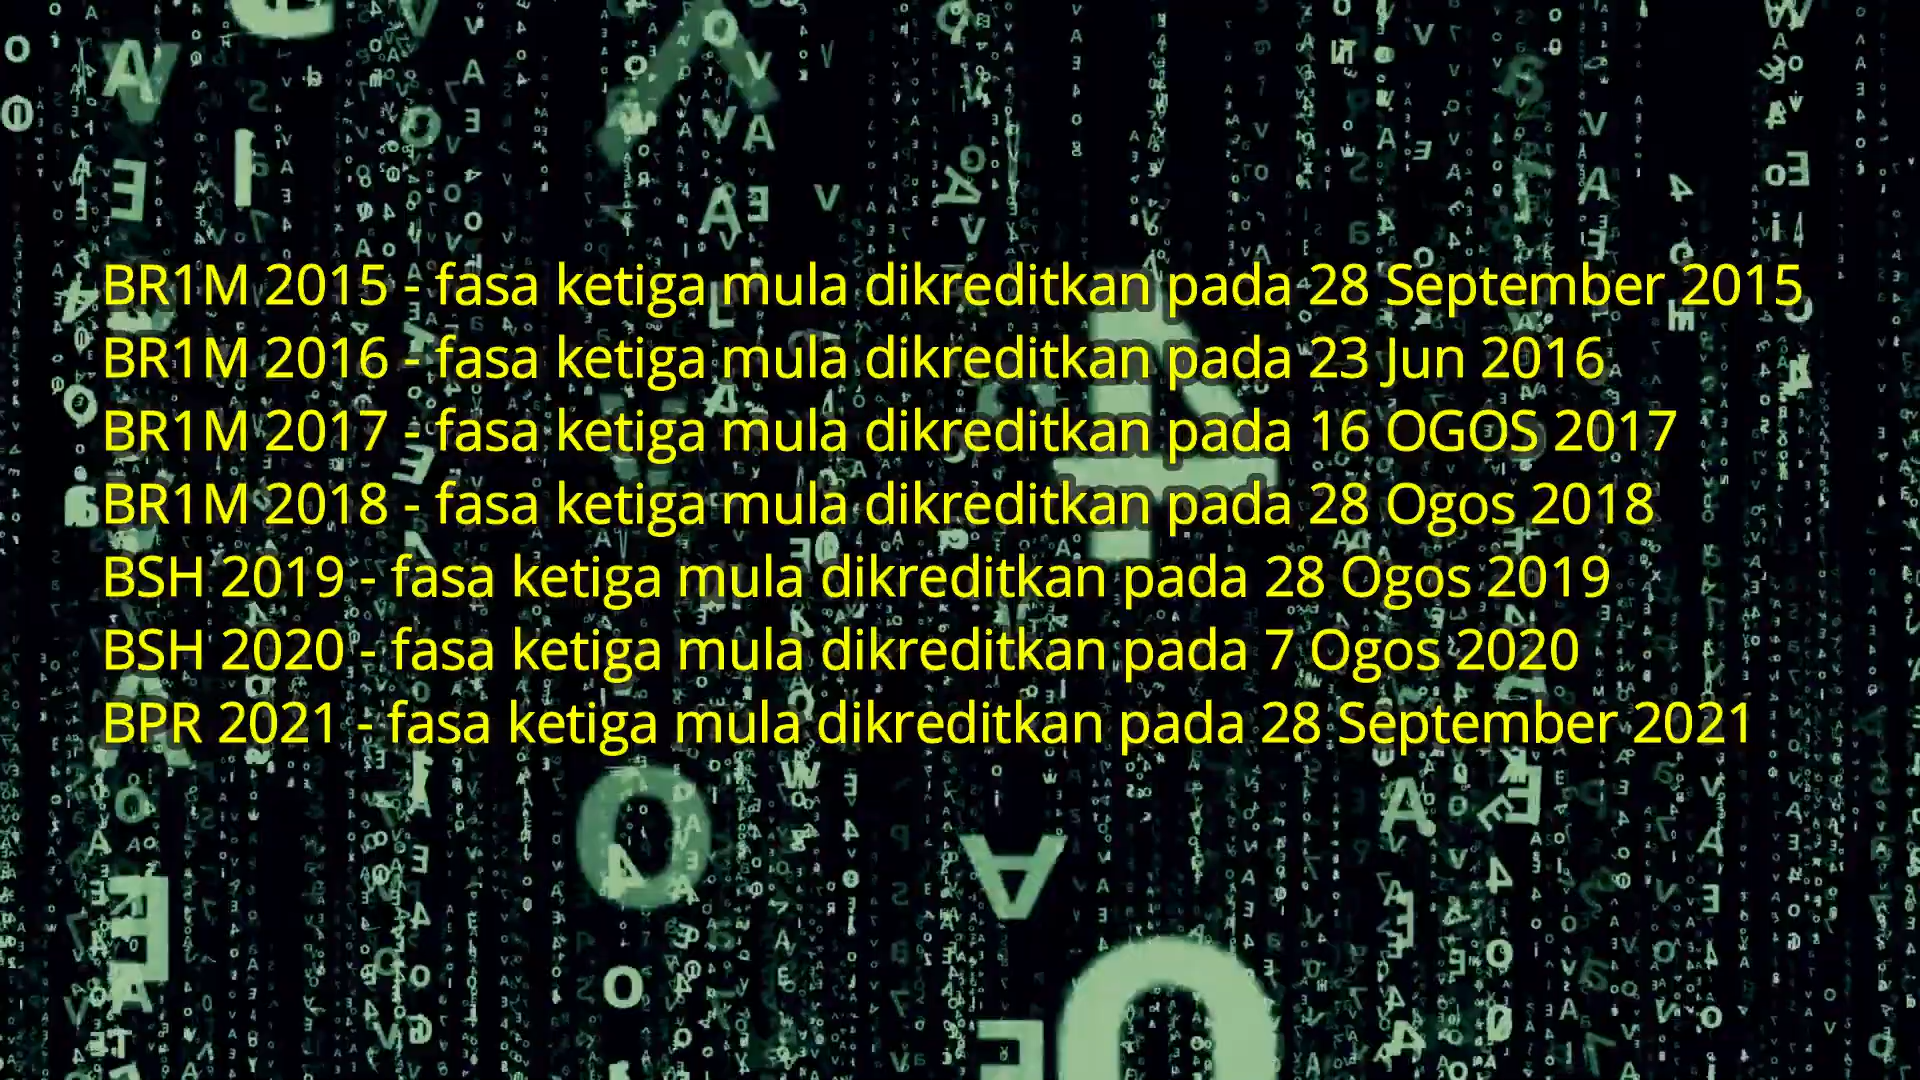 BR1M 2015 - fasa ketiga mula dikreditkan pada 28 September 2015
BR1M 2016 - fasa ketiga mula dikreditkan pada 23 Jun 2016
BR1M 2017 - fasa ketiga mula dikreditkan pada 16 OGOS 2017
BR1M 2018 - fasa ketiga mula dikreditkan pada 28 Ogos 2018
BSH 2019 - fasa ketiga mula dikreditkan pada 28 Ogos 2019
BSH 2020 - fasa ketiga mula dikreditkan pada 7 Ogos 2020
BPR 2021 - fasa ketiga mula dikreditkan pada 28 September 2021